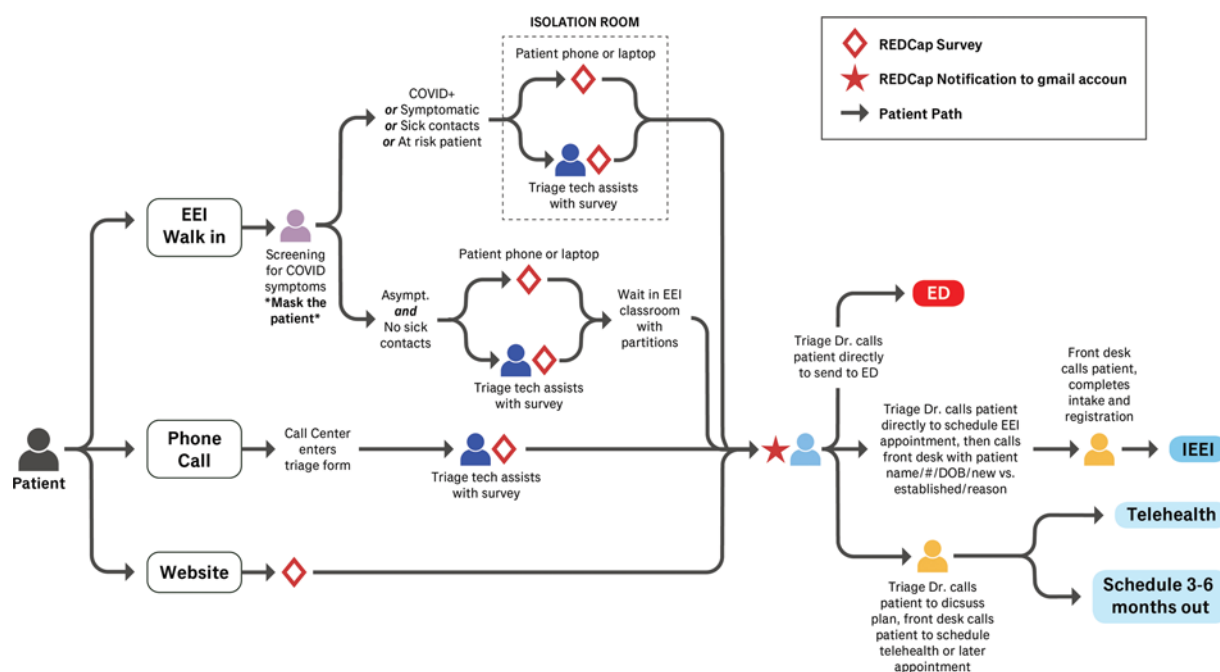 ISOLATION ROOM
Patient phone or laptop
Triage tech assists
with survey
REDCap Survey
REDCap Notification to gmail accoun
Patient Path
COVID+
or Symptomatic
or Sick contacts
or At risk patient
EEI
Walk in
Screening
for COVID
symptoms
*Mask the
patient*
Patient phone or laptop
Asympt.
and
No sick
contacts
Triage tech assists
with survey
Wait in EEI
classroom
with
partitions
Patient
Phone
Call
Call Center
enters
triage form
Triage tech assists
with survey
Website
ED
Triage Dr. calls
patient directly
to send to ED
Triage Dr. calls patient
directly to schedule EEI
appointment, then calls
front desk with patient
name/#/DOB/new vs.
established/reason
Front desk
calls patient,
completes
intake and
registration
IEEI
Triage Dr. calls
patient to dicsuss
plan, front desk calls
patient to schedule
telehealth or later
appointment
Telehealth
Schedule 3-6
months out